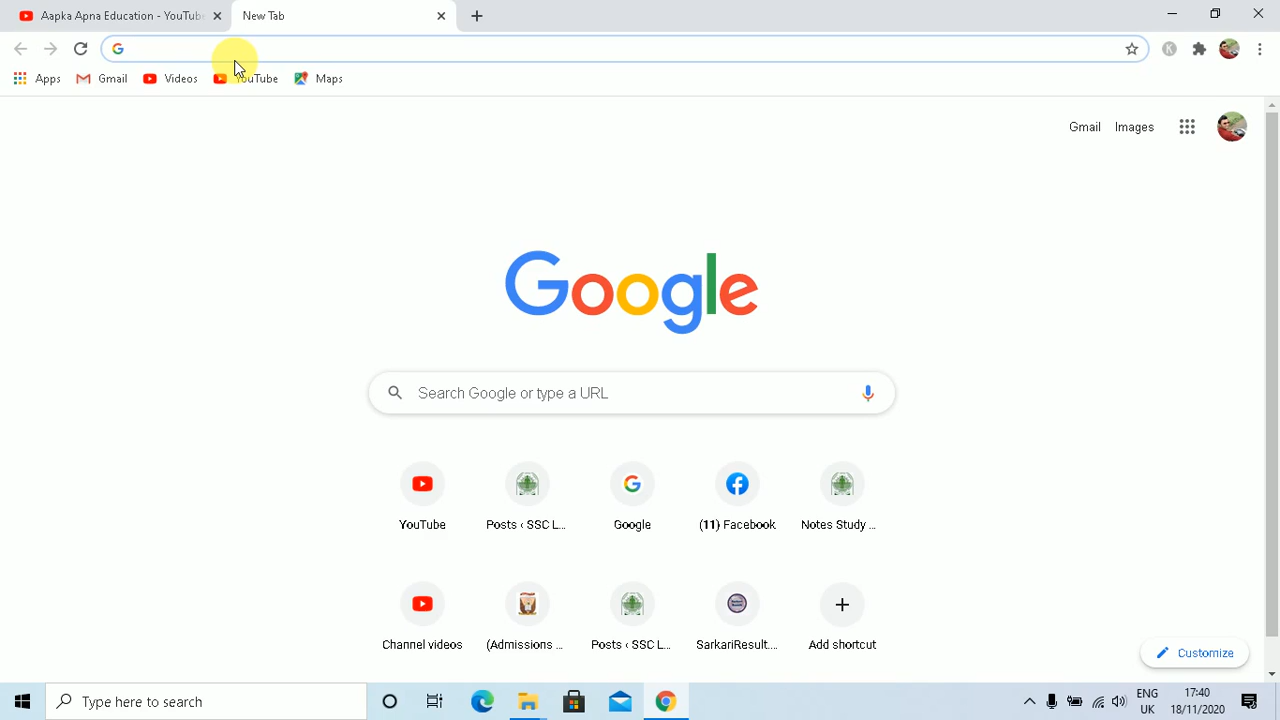 Aapka Apna Education - YouTube
New Tab
Apps
Gmail
Videos
YouTube
Maps
K
Gmail
Images
Google
Search Google or type a URL
YouTube
Posts ‹ SSC L...
Google
(11) Facebook
Notes Study ...
Channel videos
(Admissions ...
Posts ‹ SSC L...
SarkariResult....
Add shortcut
Customize
Type here to search
ENG
UK
17:40
18/11/2020